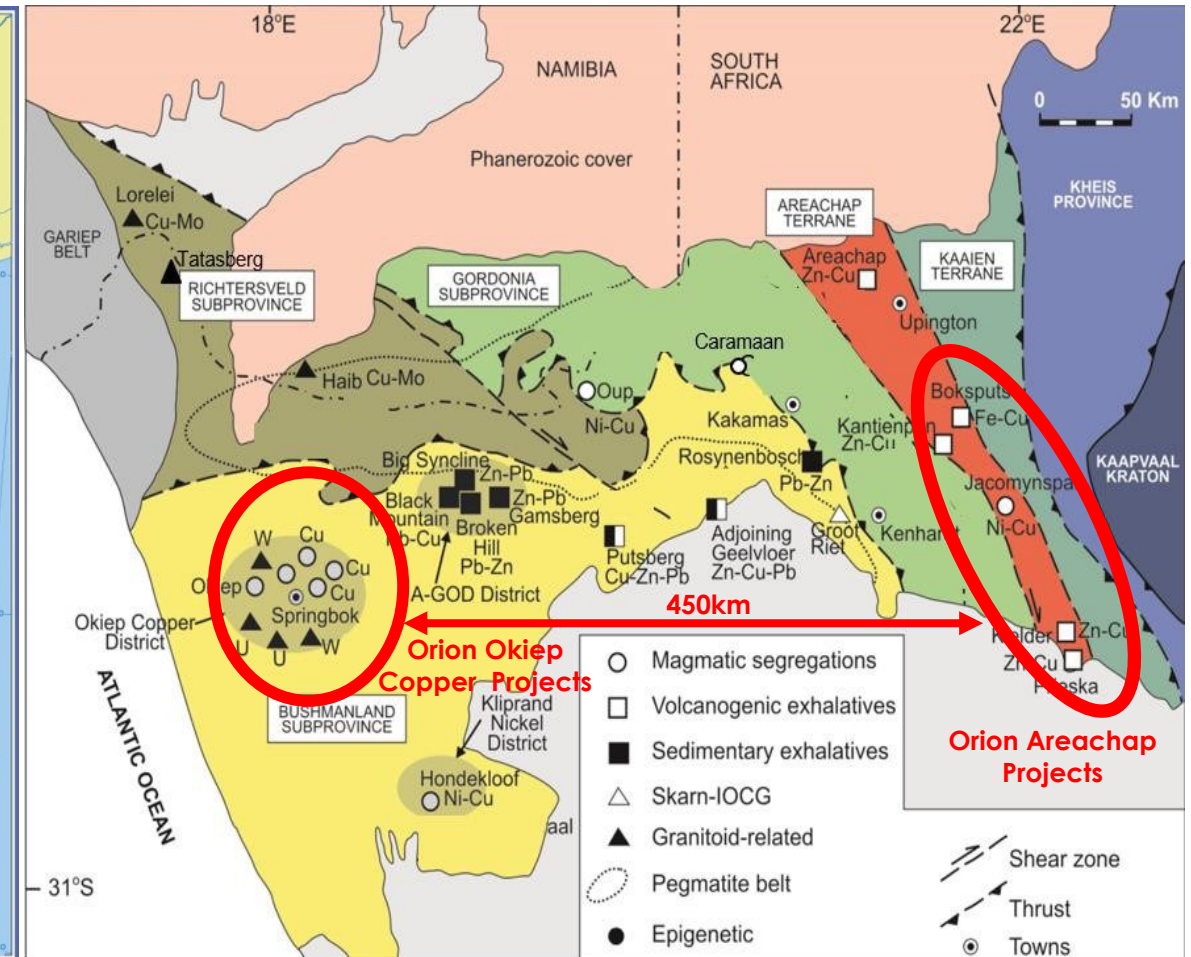 18°E
22°E
NAMIBIA
SOUTH
AFRICA
0 50 Km
Phanerozoic cover
KHEIS
PROVINCE
Lorelei
Cu-Mo
GARIEP
BELT
Tatasberg
RICHTERSVELD
SUBPROVINCE
GORDONIA
SUBPROVINCE
AREACHAP
TERRANE
Areachap
Zn-Cu
KAAIEN
TERRANE
Upington
Caramaan
Haib Cu-Mo
Oup
Ni-Cu
Kakamas
Boksputs
Fe-Cu
Kantienpan
Zn-Cu
KAAPVAAL
KRATON
Big Syncline
Zn-Pb
Black
Mountain
Pb-Cu
Zn-Pb
Gamsberg
Broken
Hill
Pb-Zn
Rosynenbosch
Pb-Zn
Jacomynspan
Ni-Cu
Groot
Riet
Kenhart
Putsberg
Cu-Zn-Pb
Adjoining
Geelvloer
Zn-Cu-Pb
A-GOD District
W
Cu
Cu
Cu
Okiep
Springbok
Okiep Copper
District
U
U
W
450km
Orion Okiep
Copper Projects
Kielder
Zn-Cu
Zn-Cu
Prieska
Orion Areachap
Projects
ATLANTIC OCEAN
BUSHMANLAND
SUBPROVINCE
Kliprand
Nickel
District
Hondekloof
Ni-Cu
aal
31°S
Magmatic segregations
Volcanogenic exhalatives
Sedimentary exhalatives
Skarn-IOCG
Granitoid-related
Pegmatite belt
Epigenetic
Shear zone
Thrust
Towns